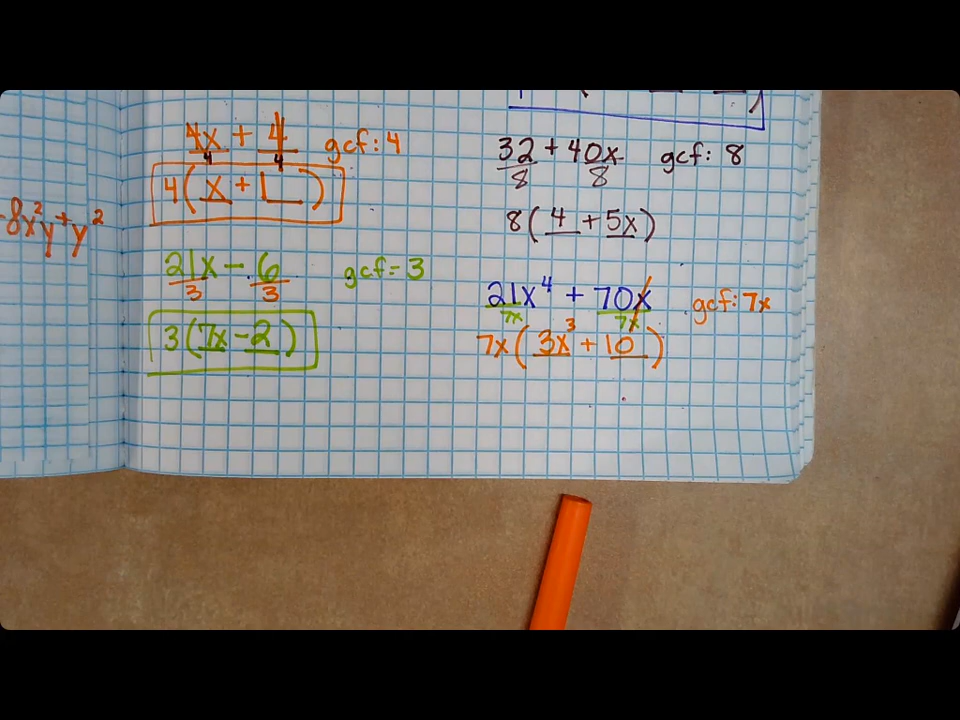 -8x²y + y²
4x + 4 gcf: 4
4 4
4( x + 1 )
21x - 6 gcf= 3
3 3
3( 7x - 2 )
32 + 40x gcf: 8
8 8
8( 4 + 5x )
21x⁴ + 70x gcf: 7x
7x 7x
7x( 3x³ + 10 )